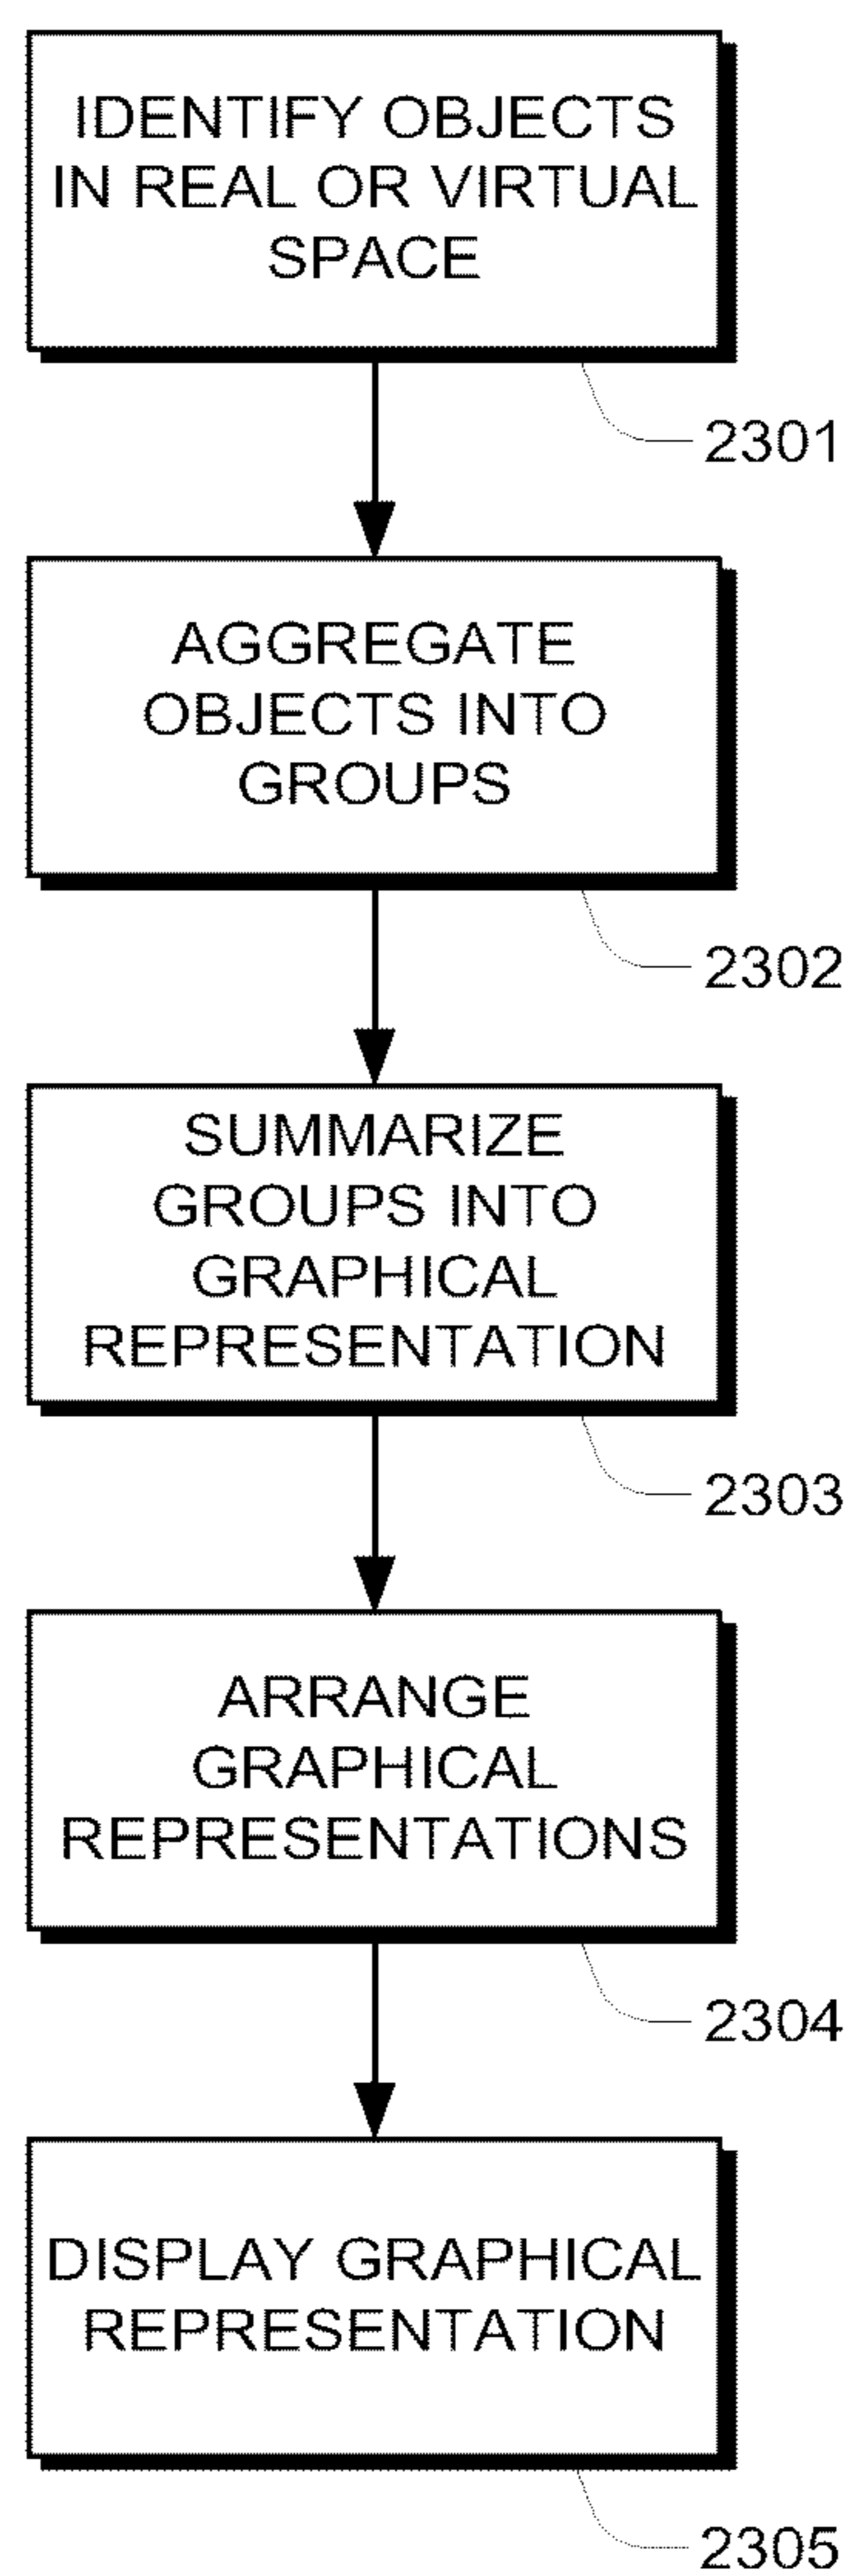 IDENTIFY OBJECTS
IN REAL OR VIRTUAL
SPACE
2301
AGGREGATE
OBJECTS INTO
GROUPS
2302
SUMMARIZE
GROUPS INTO
GRAPHICAL
REPRESENTATION
2303
ARRANGE
GRAPHICAL
REPRESENTATIONS
2304
DISPLAY GRAPHICAL
REPRESENTATION
2305